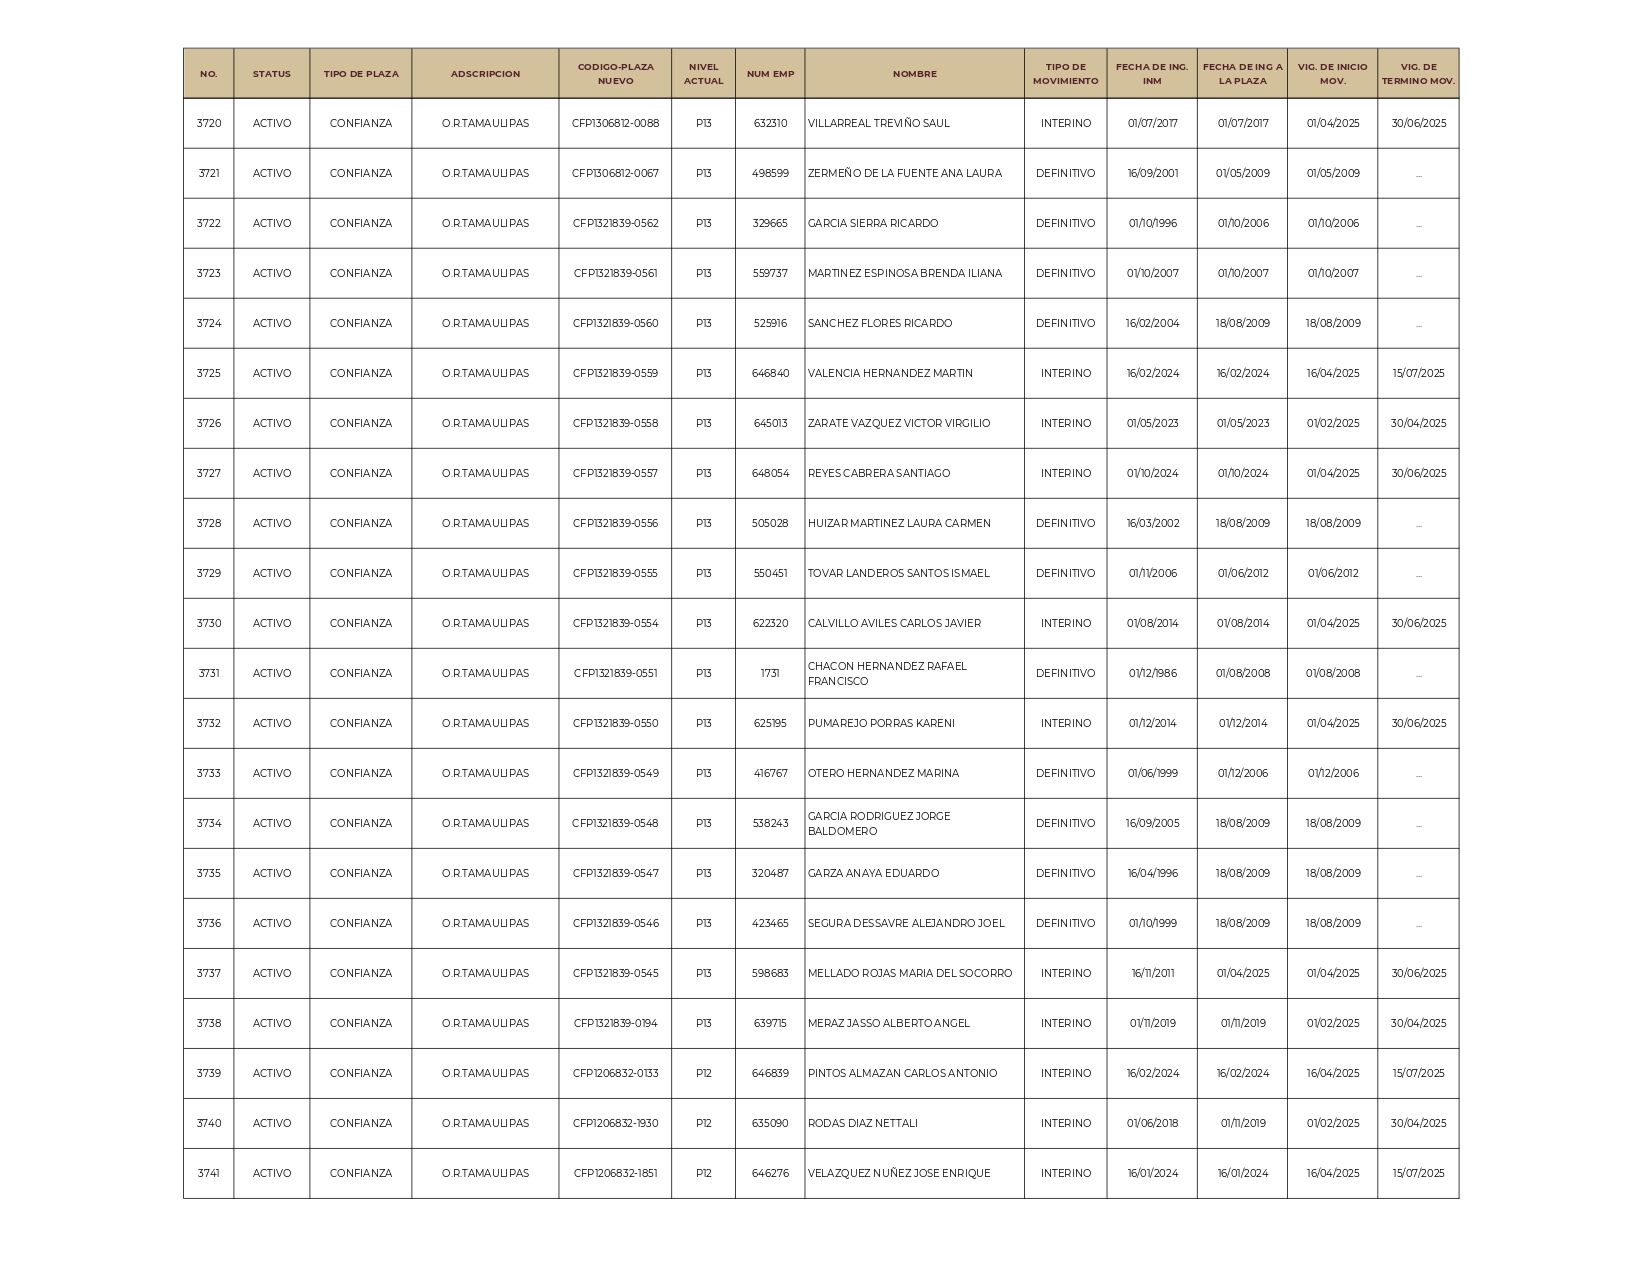 NO. STATUS TIPO DE PLAZA ADSCRIPCION CODIGO-PLAZA NUEVO NIVEL ACTUAL NUM EMP NOMBRE TIPO DE MOVIMIENTO FECHA DE ING. INM FECHA DE ING A LA PLAZA VIG. DE INICIO MOV. VIG. DE TERMINO MOV.
3720 ACTIVO CONFIANZA O.R.TAMAULIPAS CFP1306812-0088 P13 632310 VILLARREAL TREVIÑO SAUL INTERINO 01/07/2017 01/07/2017 01/04/2025 30/06/2025
3721 ACTIVO CONFIANZA O.R.TAMAULIPAS CFP1306812-0067 P13 498599 ZERMEÑO DE LA FUENTE ANA LAURA DEFINITIVO 16/09/2001 01/05/2009 01/05/2009 ...
3722 ACTIVO CONFIANZA O.R.TAMAULIPAS CFP1321839-0562 P13 329665 GARCIA SIERRA RICARDO DEFINITIVO 01/10/1996 01/10/2006 01/10/2006 ...
3723 ACTIVO CONFIANZA O.R.TAMAULIPAS CFP1321839-0561 P13 559737 MARTINEZ ESPINOSA BRENDA ILIANA DEFINITIVO 01/10/2007 01/10/2007 01/10/2007 ...
3724 ACTIVO CONFIANZA O.R.TAMAULIPAS CFP1321839-0560 P13 525916 SANCHEZ FLORES RICARDO DEFINITIVO 16/02/2004 18/08/2009 18/08/2009 ...
3725 ACTIVO CONFIANZA O.R.TAMAULIPAS CFP1321839-0559 P13 646840 VALENCIA HERNANDEZ MARTIN INTERINO 16/02/2024 16/02/2024 16/04/2025 15/07/2025
3726 ACTIVO CONFIANZA O.R.TAMAULIPAS CFP1321839-0558 P13 645013 ZARATE VAZQUEZ VICTOR VIRGILIO INTERINO 01/05/2023 01/05/2023 01/02/2025 30/04/2025
3727 ACTIVO CONFIANZA O.R.TAMAULIPAS CFP1321839-0557 P13 648054 REYES CABRERA SANTIAGO INTERINO 01/10/2024 01/10/2024 01/04/2025 30/06/2025
3728 ACTIVO CONFIANZA O.R.TAMAULIPAS CFP1321839-0556 P13 505028 HUIZAR MARTINEZ LAURA CARMEN DEFINITIVO 16/03/2002 18/08/2009 18/08/2009 ...
3729 ACTIVO CONFIANZA O.R.TAMAULIPAS CFP1321839-0555 P13 550451 TOVAR LANDEROS SANTOS ISMAEL DEFINITIVO 01/11/2006 01/06/2012 01/06/2012 ...
3730 ACTIVO CONFIANZA O.R.TAMAULIPAS CFP1321839-0554 P13 622320 CALVILLO AVILES CARLOS JAVIER INTERINO 01/08/2014 01/08/2014 01/04/2025 30/06/2025
3731 ACTIVO CONFIANZA O.R.TAMAULIPAS CFP1321839-0551 P13 1731 CHACON HERNANDEZ RAFAEL FRANCISCO DEFINITIVO 01/12/1986 01/08/2008 01/08/2008 ...
3732 ACTIVO CONFIANZA O.R.TAMAULIPAS CFP1321839-0550 P13 625195 PUMAREJO PORRAS KARENI INTERINO 01/12/2014 01/12/2014 01/04/2025 30/06/2025
3733 ACTIVO CONFIANZA O.R.TAMAULIPAS CFP1321839-0549 P13 416767 OTERO HERNANDEZ MARINA DEFINITIVO 01/06/1999 01/12/2006 01/12/2006 ...
3734 ACTIVO CONFIANZA O.R.TAMAULIPAS CFP1321839-0548 P13 538243 GARCIA RODRIGUEZ JORGE BALDOMERO DEFINITIVO 16/09/2005 18/08/2009 18/08/2009 ...
3735 ACTIVO CONFIANZA O.R.TAMAULIPAS CFP1321839-0547 P13 320487 GARZA ANAYA EDUARDO DEFINITIVO 16/04/1996 18/08/2009 18/08/2009 ...
3736 ACTIVO CONFIANZA O.R.TAMAULIPAS CFP1321839-0546 P13 423465 SEGURA DESSAVRE ALEJANDRO JOEL DEFINITIVO 01/10/1999 18/08/2009 18/08/2009 ...
3737 ACTIVO CONFIANZA O.R.TAMAULIPAS CFP1321839-0545 P13 598683 MELLADO ROJAS MARIA DEL SOCORRO INTERINO 16/11/2011 01/04/2025 01/04/2025 30/06/2025
3738 ACTIVO CONFIANZA O.R.TAMAULIPAS CFP1321839-0194 P13 639715 MERAZ JASSO ALBERTO ANGEL INTERINO 01/11/2019 01/11/2019 01/02/2025 30/04/2025
3739 ACTIVO CONFIANZA O.R.TAMAULIPAS CFP1206832-0133 P12 646839 PINTOS ALMAZAN CARLOS ANTONIO INTERINO 16/02/2024 16/02/2024 16/04/2025 15/07/2025
3740 ACTIVO CONFIANZA O.R.TAMAULIPAS CFP1206832-1930 P12 635090 RODAS DIAZ NETTALI INTERINO 01/06/2018 01/11/2019 01/02/2025 30/04/2025
3741 ACTIVO CONFIANZA O.R.TAMAULIPAS CFP1206832-1851 P12 646276 VELAZQUEZ NUÑEZ JOSE ENRIQUE INTERINO 16/01/2024 16/01/2024 16/04/2025 15/07/2025